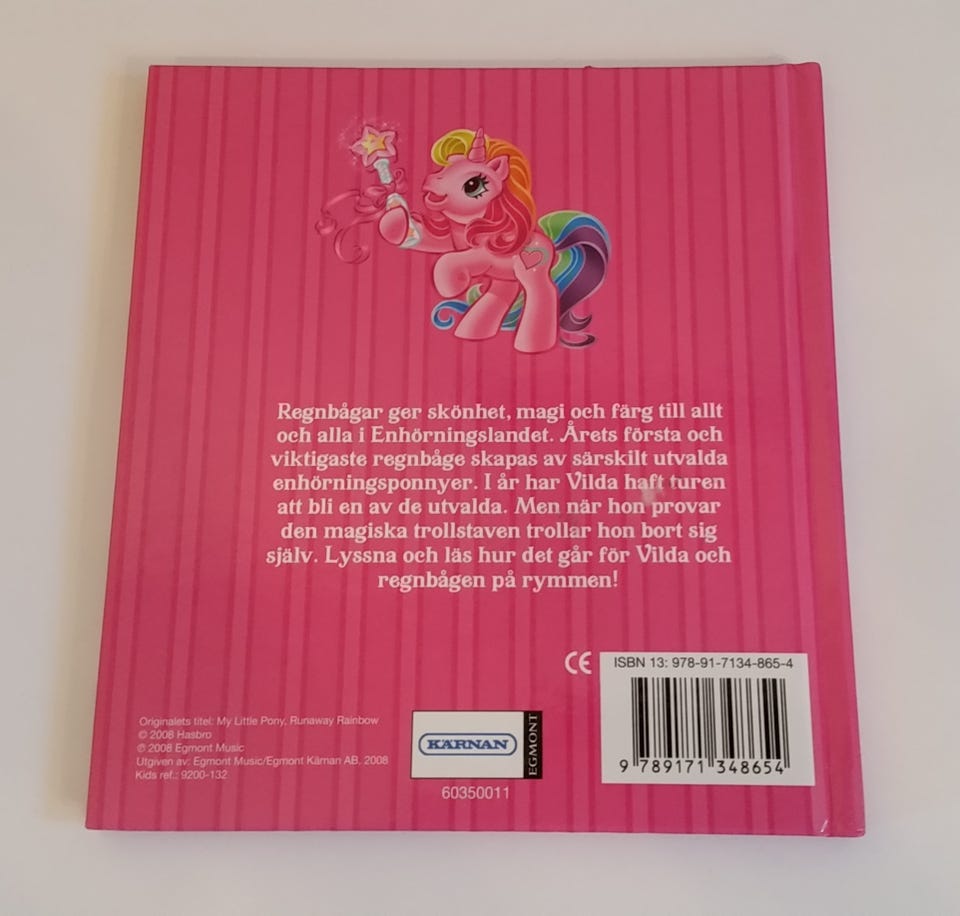 Regnbågar ger skönhet, magi och färg till allt
och alla i Enhörningslandet. Årets första och
viktigaste regnbåge skapas av särskilt utvalda
enhörningsponnyer. I år har Vilda haft turen
att bli en av de utvalda. Men när hon provar
den magiska trollstaven trollar hon bort sig
själv. Lyssna och läs hur det går för Vilda och
regnbågen på rymmen!
CE
ISBN 13: 978-91-7134-865-4
9 789171 348654
Originalets titel: My Little Pony, Runaway Rainbow
© 2008 Hasbro
℗ 2008 Egmont Music
Utgiven av: Egmont Music/Egmont Kärnan AB, 2008
Kids ref.: 9200-132
KÄRNAN
EGMONT
60350011